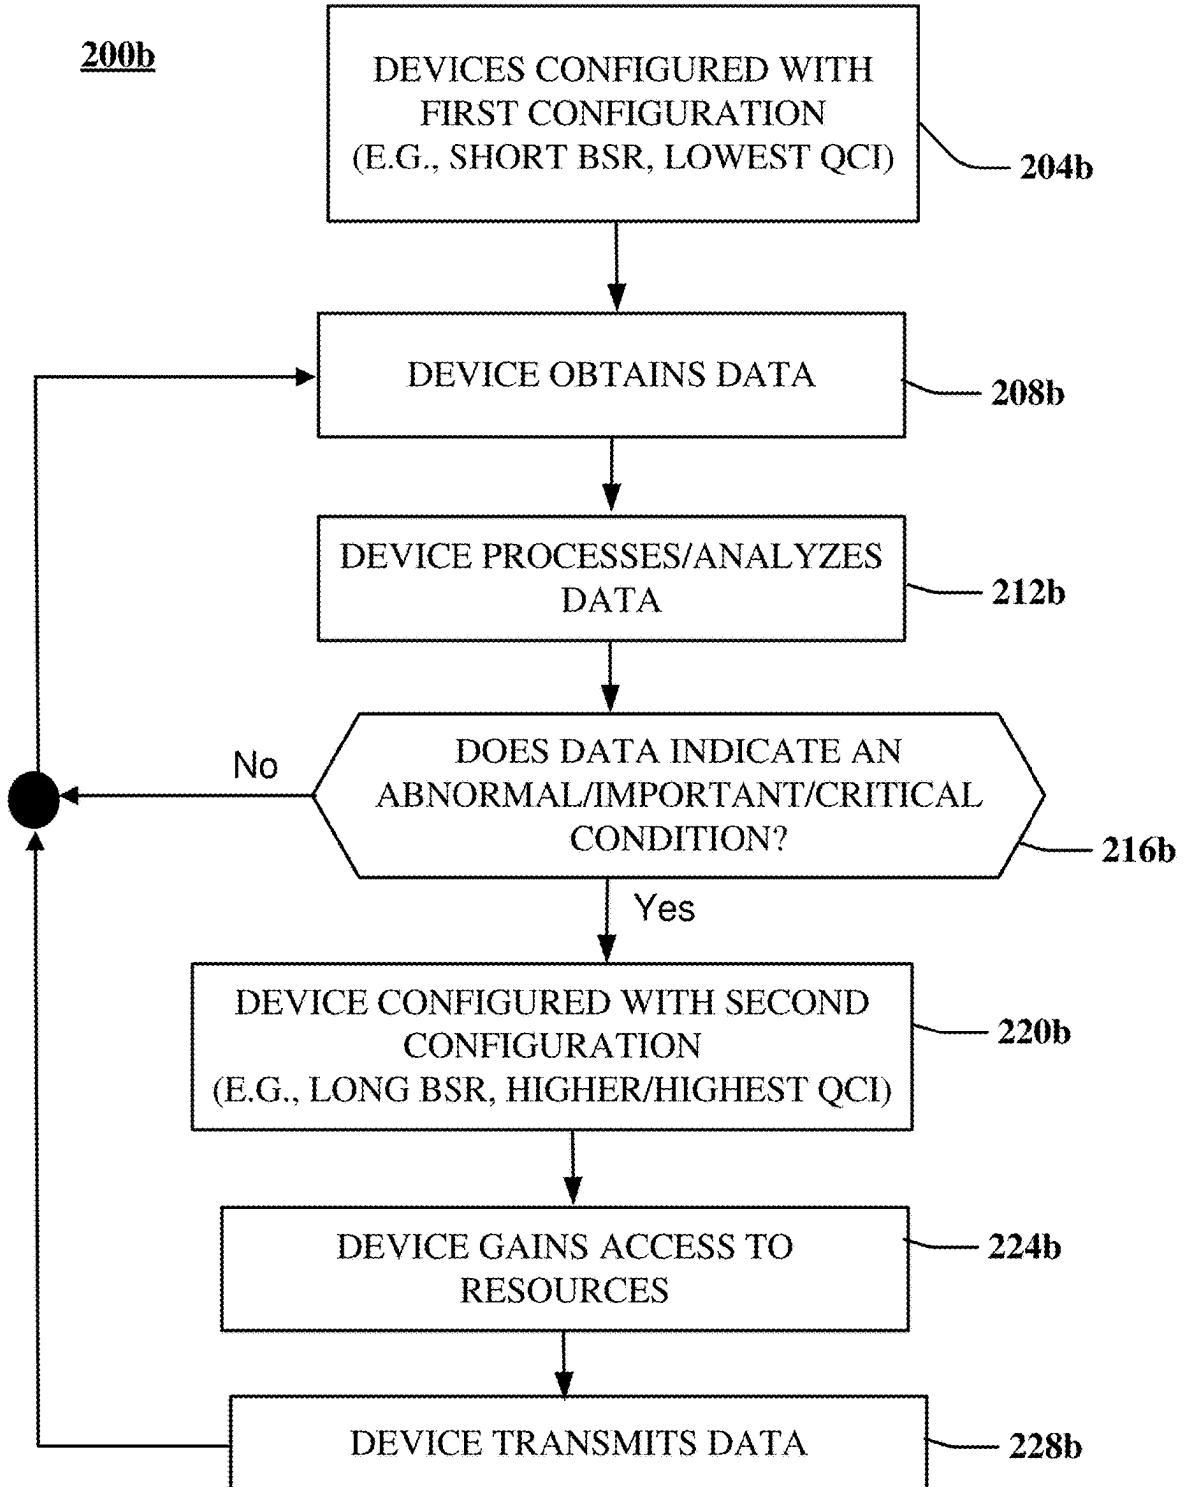 200b
DEVICES CONFIGURED WITH
FIRST CONFIGURATION
(E.G., SHORT BSR, LOWEST QCI)
204b
DEVICE OBTAINS DATA
208b
DEVICE PROCESSES/ANALYZES
DATA
212b
DOES DATA INDICATE AN
ABNORMAL/IMPORTANT/CRITICAL
CONDITION?
216b
No
Yes
DEVICE CONFIGURED WITH SECOND
CONFIGURATION
(E.G., LONG BSR, HIGHER/HIGHEST QCI)
220b
DEVICE GAINS ACCESS TO
RESOURCES
224b
DEVICE TRANSMITS DATA
228b